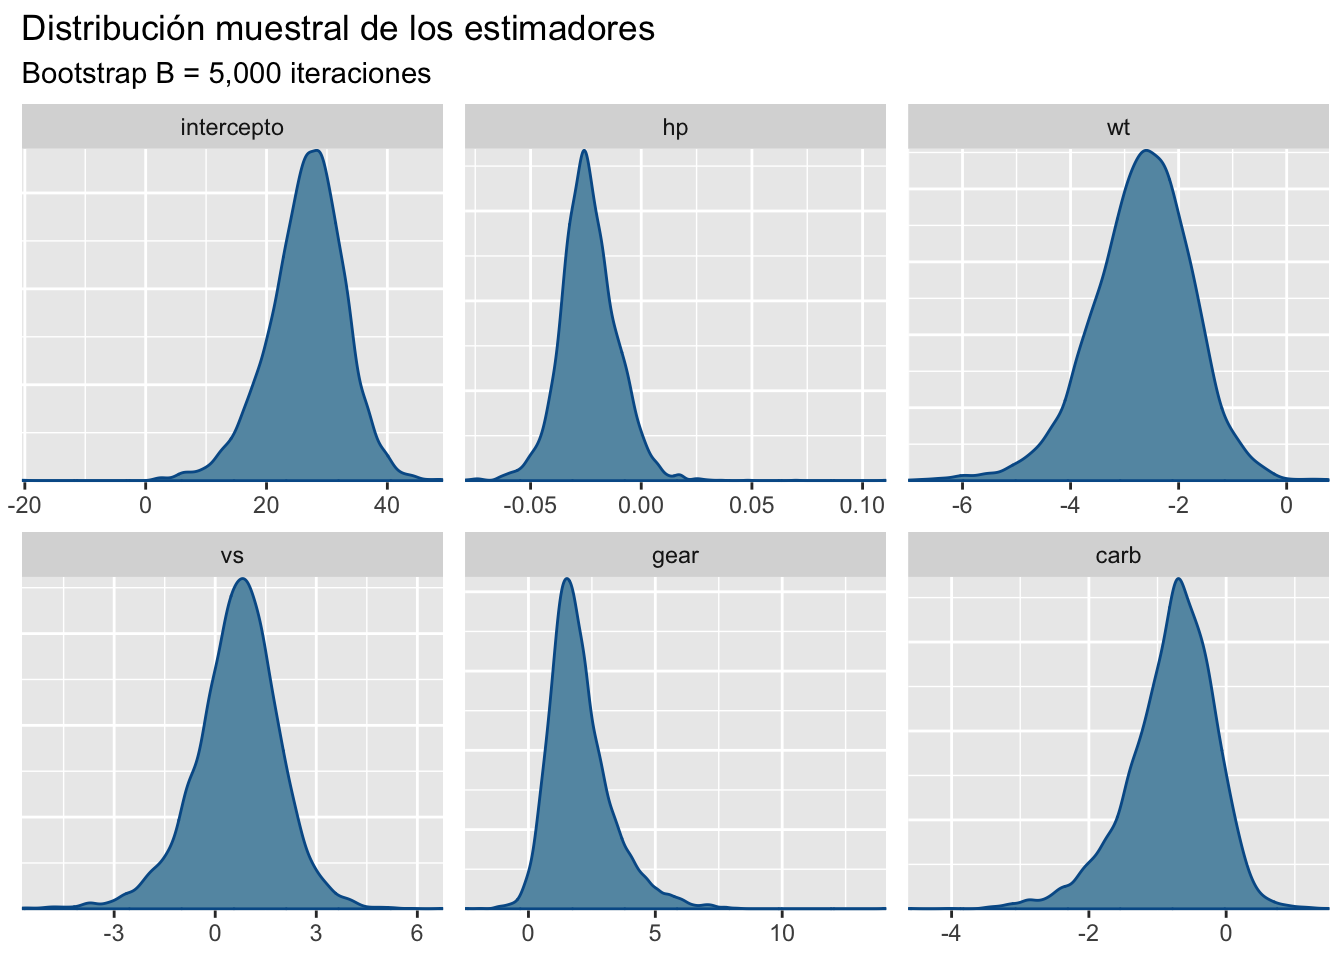 Distribución muestral de los estimadores
Bootstrap B = 5,000 iteraciones
intercepto hp wt
-20 0 20 40 -0.05 0.00 0.05 0.10 -6 -4 -2 0
vs gear carb
-3 0 3 6 0 5 10 -4 -2 0